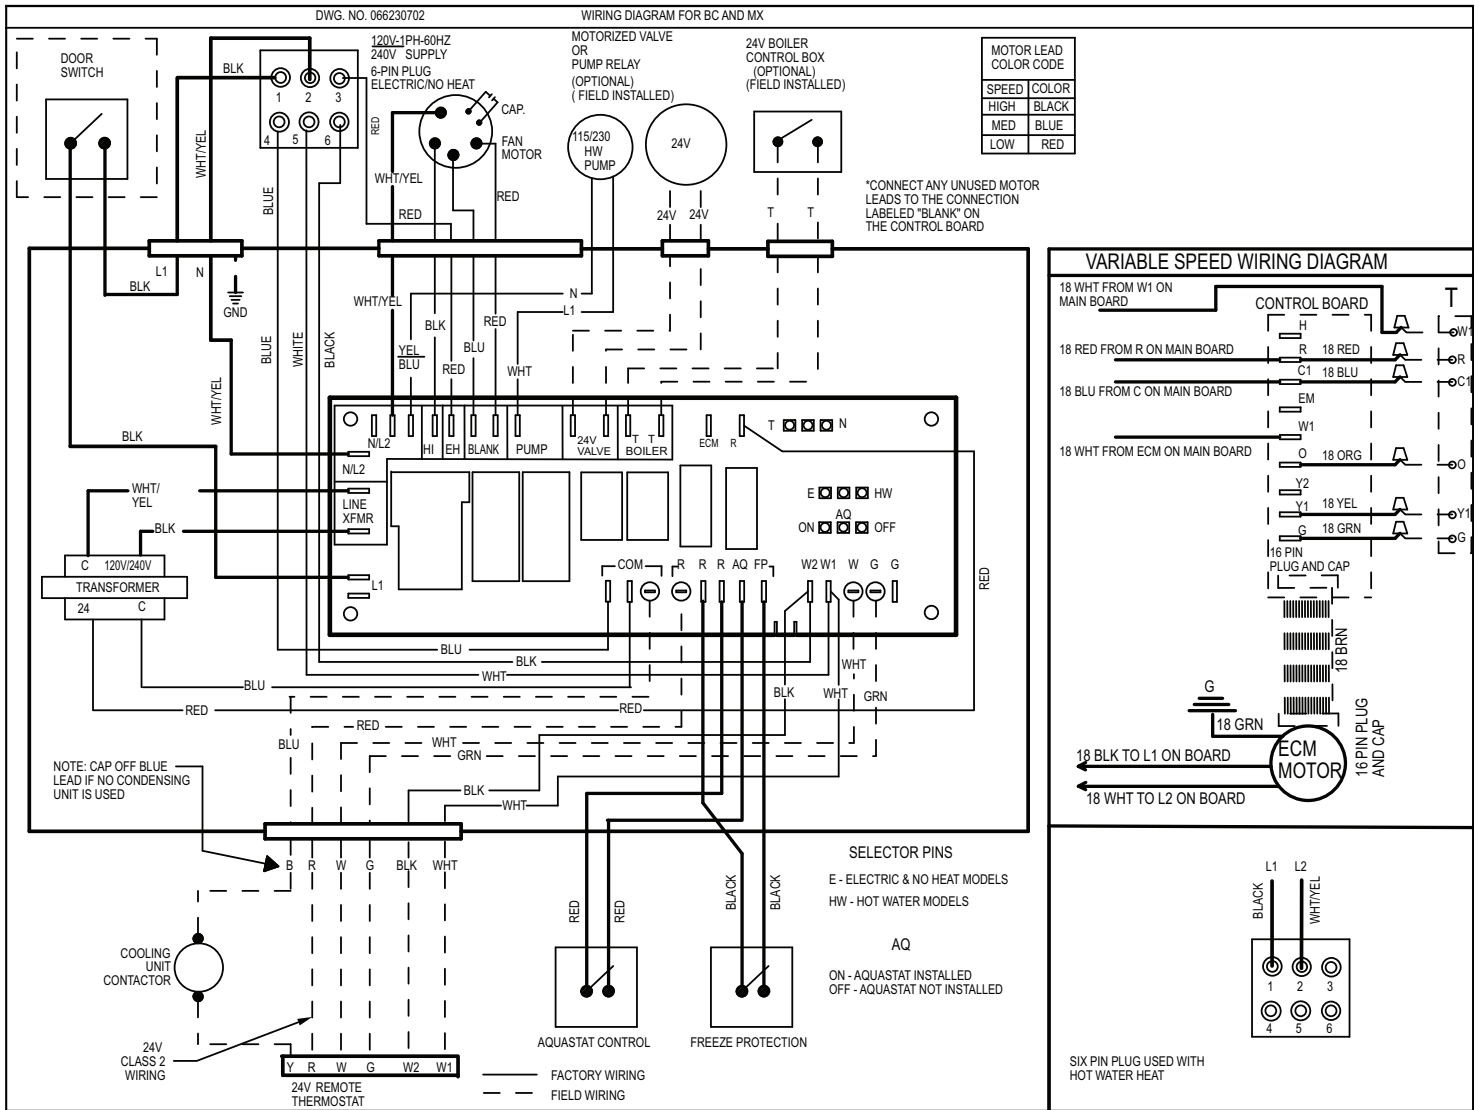 DWG. NO. 066230702
WIRING DIAGRAM FOR BC AND MX
DOOR
SWITCH
BLK
WHT/YEL
1 2 3
4 5 6
120V-1PH-60HZ
240V SUPPLY
6-PIN PLUG
ELECTRIC/NO HEAT
RED
BLUE
CAP.
FAN
MOTOR
WHT/YEL
RED
RED
MOTORIZED VALVE
OR
PUMP RELAY
(OPTIONAL)
( FIELD INSTALLED)
115/230
HW
PUMP
24V
24V 24V
24V BOILER
CONTROL BOX
(OPTIONAL)
(FIELD INSTALLED)
T T
MOTOR LEAD
COLOR CODE
SPEED COLOR
HIGH BLACK
MED BLUE
LOW RED
*CONNECT ANY UNUSED MOTOR
LEADS TO THE CONNECTION
LABELED "BLANK" ON
THE CONTROL BOARD
L1 N
BLK
GND
WHT/YEL
BLUE
WHITE
BLACK
WHT/YEL
YEL
BLU
BLK
RED
BLU
RED
WHT
N
L1
BLK
N/L2
N/L2
LINE
XFMR
L1
HI EH BLANK PUMP
24V
VALVE
T T
BOILER
ECM R
T N
E HW
AQ
ON OFF
COM R R R AQ FP W2 W1 W G G
RED
WHT/
YEL
BLK
C 120V/240V
TRANSFORMER
24 C
BLU
BLK
WHT
BLU
RED
RED
BLK
WHT
WHT
GRN
BLU
RED
WHT
GRN
BLK
WHT
NOTE: CAP OFF BLUE
LEAD IF NO CONDENSING
UNIT IS USED
B R W G BLK WHT
COOLING
UNIT
CONTACTOR
24V
CLASS 2
WIRING
Y R W G W2 W1
24V REMOTE
THERMOSTAT
FACTORY WIRING
FIELD WIRING
RED
RED
AQUASTAT CONTROL
BLACK
BLACK
FREEZE PROTECTION
SELECTOR PINS
E - ELECTRIC & NO HEAT MODELS
HW - HOT WATER MODELS
AQ
ON - AQUASTAT INSTALLED
OFF - AQUASTAT NOT INSTALLED
VARIABLE SPEED WIRING DIAGRAM
18 WHT FROM W1 ON
MAIN BOARD
CONTROL BOARD
T
H
W1
18 RED FROM R ON MAIN BOARD
R 18 RED
R
18 BLU FROM C ON MAIN BOARD
C1 18 BLU
C1
EM
W1
18 WHT FROM ECM ON MAIN BOARD
O 18 ORG
O
Y2
Y1 18 YEL
Y1
G 18 GRN
G
16 PIN
PLUG AND CAP
18 BRN
G
18 GRN
ECM
MOTOR
16 PIN PLUG
AND CAP
18 BLK TO L1 ON BOARD
18 WHT TO L2 ON BOARD
L1 L2
BLACK
WHT/YEL
1 2 3
4 5 6
SIX PIN PLUG USED WITH
HOT WATER HEAT